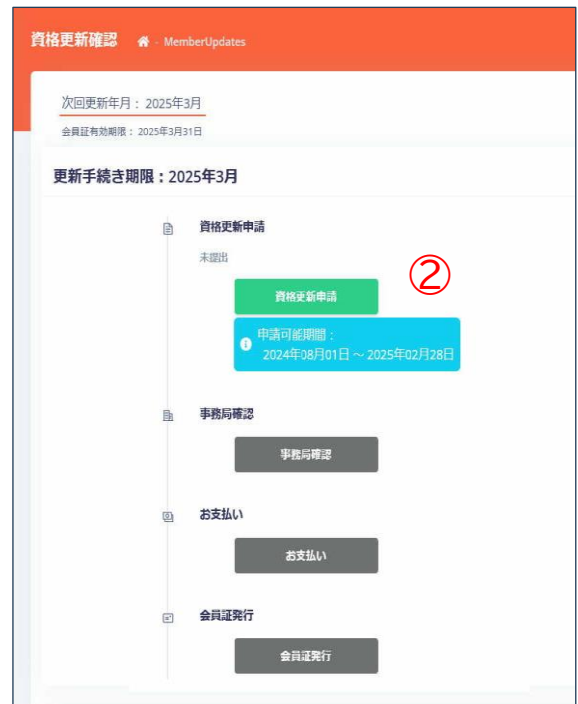 資格更新確認 - MemberUpdates
次回更新年月： 2025年3月
会員証有効期限： 2025年3月31日
更新手続き期限：2025年3月
資格更新申請
未提出
②
資格更新申請
申請可能期間：
2024年08月01日 ～ 2025年02月28日
事務局確認
事務局確認
お支払い
お支払い
会員証発行
会員証発行